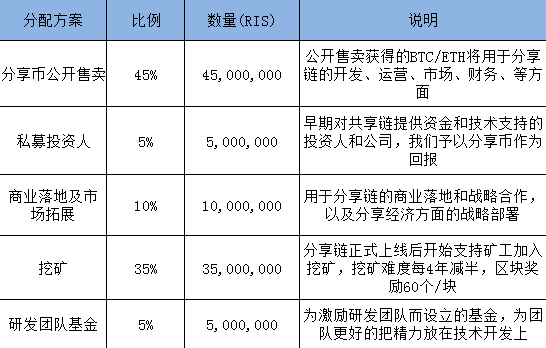 分配方案 比例 数量(RIS) 说明
分享币公开售卖 45% 45,000,000 公开售卖获得的BTC/ETH将用于分享
链的开发、运营、市场、财务、等方
面
私募投资人 5% 5,000,000 早期对共享链提供资金和技术支持的
投资人和公司，我们予以分享币作为
回报
商业落地及市
场拓展 10% 10,000,000 用于分享链的商业落地和战略合作，
以及分享经济方面的战略部署
挖矿 35% 35,000,000 分享链正式上线后开始支持矿工加入
挖矿，挖矿难度每4年减半，区块奖
励60个/块
研发团队基金 5% 5,000,000 为激励研发团队而设立的基金，为团
队更好的把精力放在技术开发上